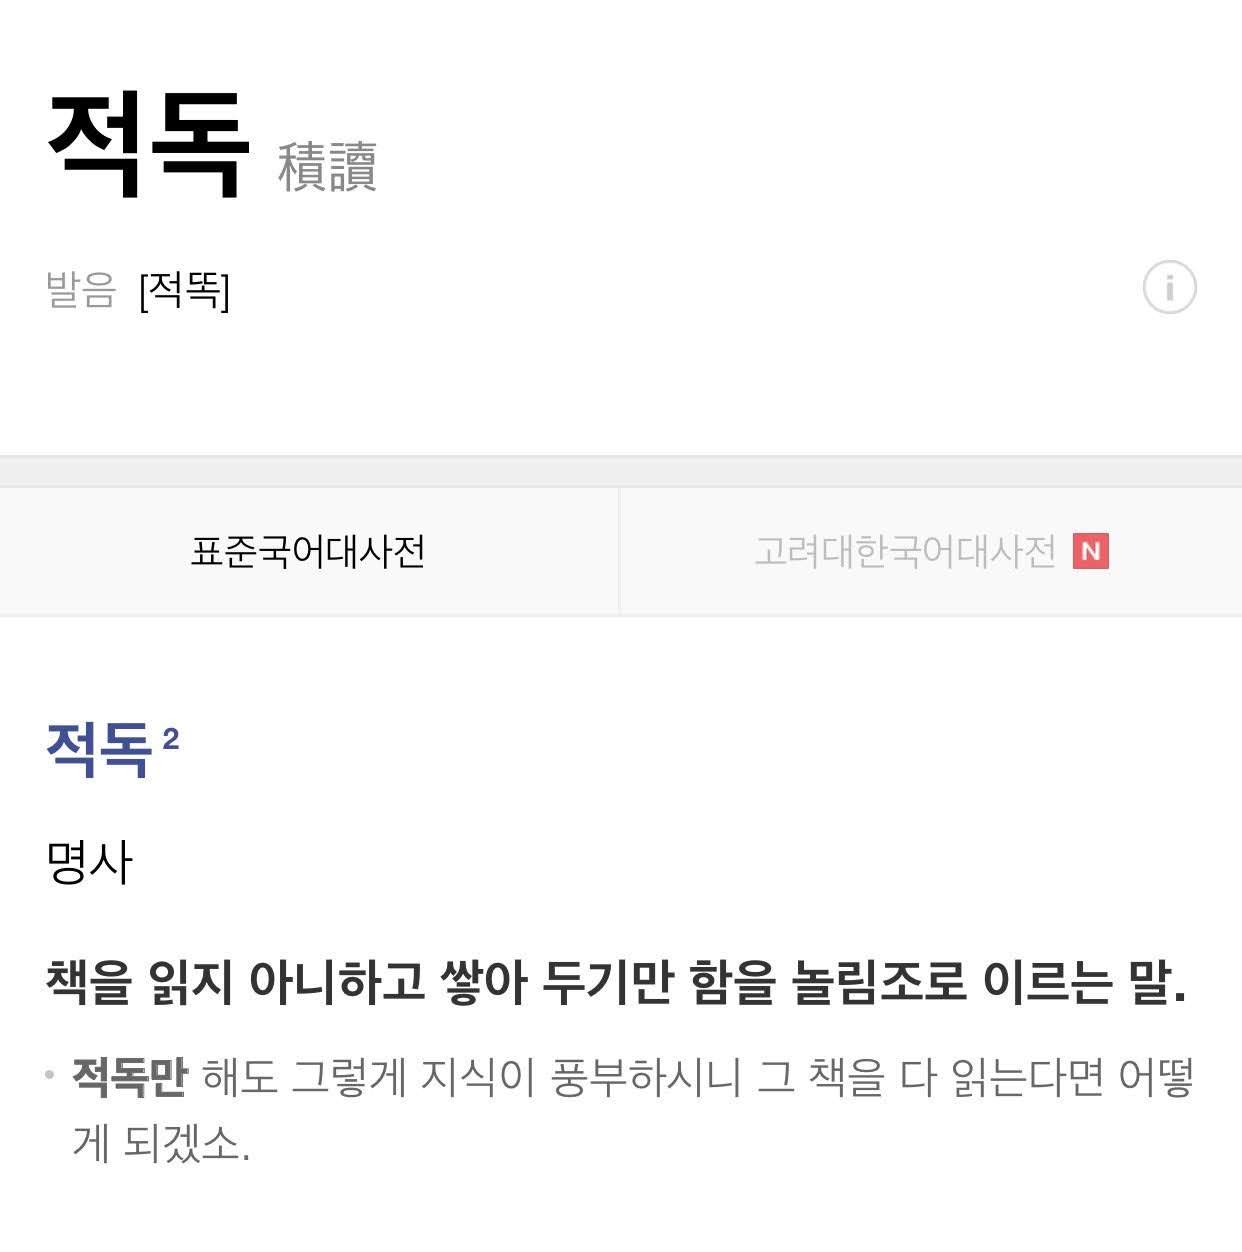 적독 積讀
발음 [적똑]
i
표준국어대사전
고려대한국어대사전 N
적독 2
명사
책을 읽지 아니하고 쌓아 두기만 함을 놀림조로 이르는 말.
• 적독만 해도 그렇게 지식이 풍부하시니 그 책을 다 읽는다면 어떻
게 되겠소.